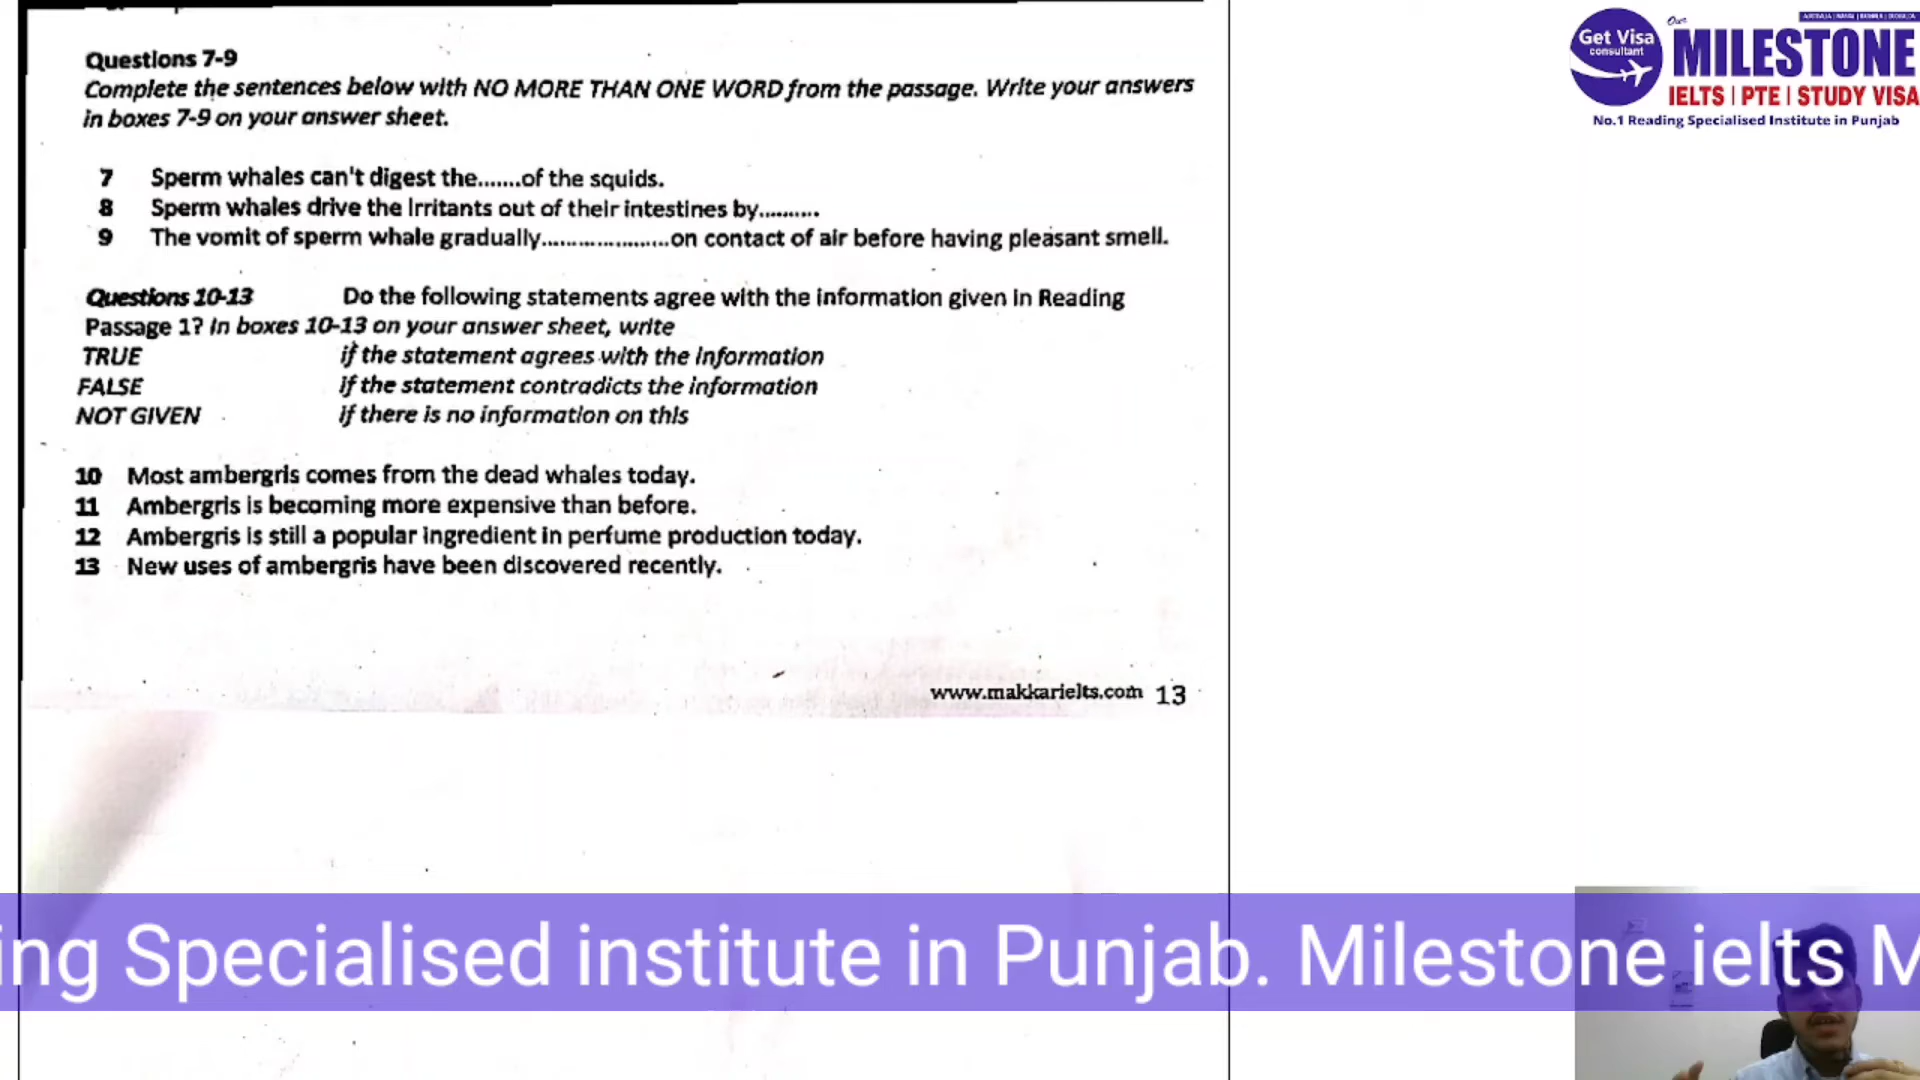 Questions 7-9
Complete the sentences below with NO MORE THAN ONE WORD from the passage. Write your answers
in boxes 7-9 on your answer sheet.
7 Sperm whales can't digest the.......of the squids.
8 Sperm whales drive the irritants out of their intestines by..........
9 The vomit of sperm whale gradually......................on contact of air before having pleasant smell.
Questions 10-13 Do the following statements agree with the information given in Reading
Passage 1? In boxes 10-13 on your answer sheet, write
TRUE if the statement agrees with the information
FALSE if the statement contradicts the information
NOT GIVEN if there is no information on this
10 Most ambergris comes from the dead whales today.
11 Ambergris is becoming more expensive than before.
12 Ambergris is still a popular ingredient in perfume production today.
13 New uses of ambergris have been discovered recently.
www.makkarielts.com 13
Our
Get Visa
consultant
MILESTONE
IELTS | PTE | STUDY VISA
No.1 Reading Specialised Institute in Punjab
ing Specialised institute in Punjab. Milestone ielts M